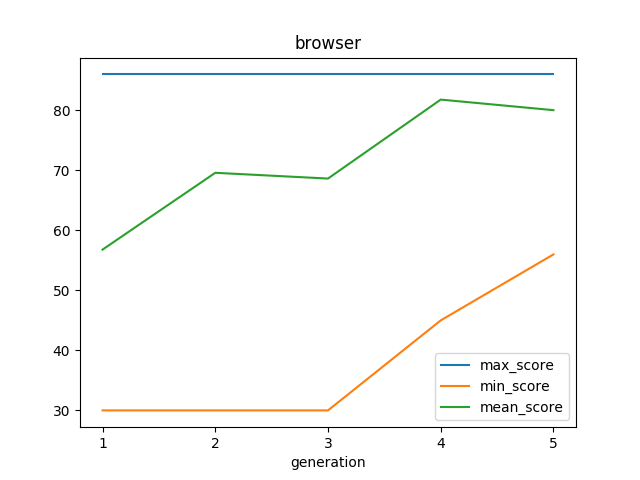 browser
80
70
60
50
40
30
max_score
min_score
mean_score
1 2 3 4 5
generation